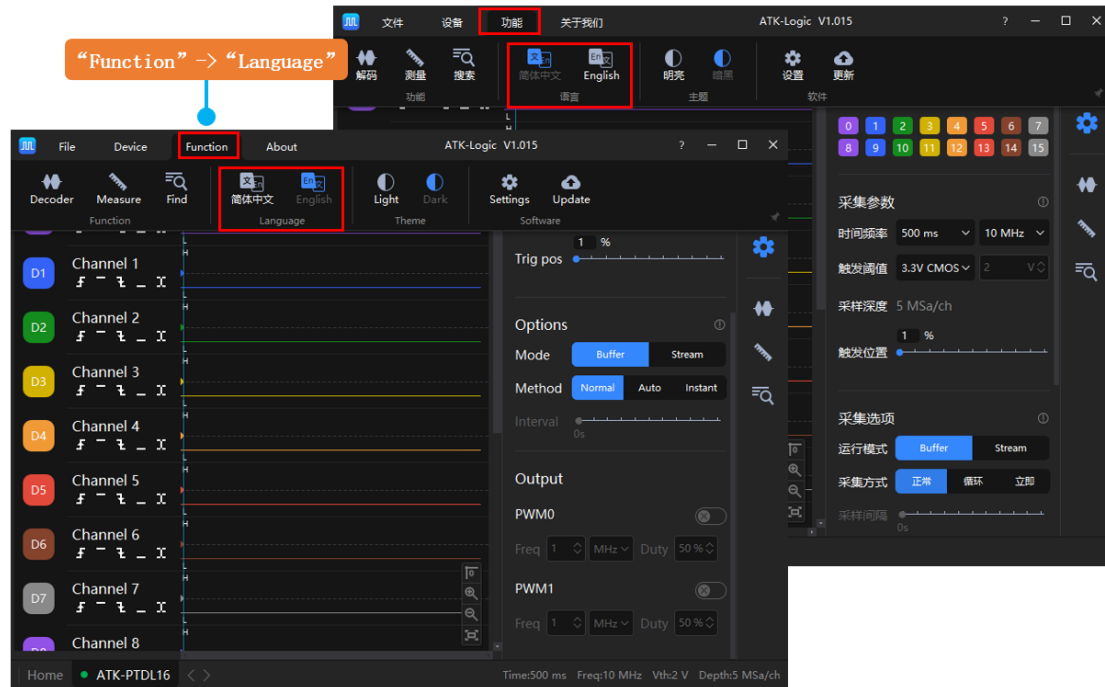 文件 设备 功能 关于我们 ATK-Logic V1.015 ?
“Function”->“Language”
解码 测量 搜索 简体中文 English 明亮 暗黑 设置 更新
功能 语言 主题 软件
0 1 2 3 4 5 6 7
8 9 10 11 12 13 14 15
采集参数
时间频率 500 ms 10 MHz
触发阈值 3.3V CMOS 2 V
采样深度 5 MSa/ch
1 %
触发位置
采集选项
运行模式 Buffer Stream
采集方式 正常 循环 立即
采样间隔
0s
L
H
File Device Function About ATK-Logic V1.015 ?
Decoder Measure Find 简体中文 English Light Dark Settings Update
Function Language Theme Software
L
H
D1 Channel 1
L
H
D2 Channel 2
L
H
D3 Channel 3
L
H
D4 Channel 4
L
H
D5 Channel 5
L
H
D6 Channel 6
L
H
D7 Channel 7
L
H
D8 Channel 8
1 %
Trig pos
Options
Mode Buffer Stream
Method Normal Auto Instant
Interval
0s
Output
PWM0
Freq 1 MHz Duty 50 %
PWM1
Freq 1 MHz Duty 50 %
Home ATK-PTDL16 Time:500 ms Freq:10 MHz Vth:2 V Depth:5 MSa/ch